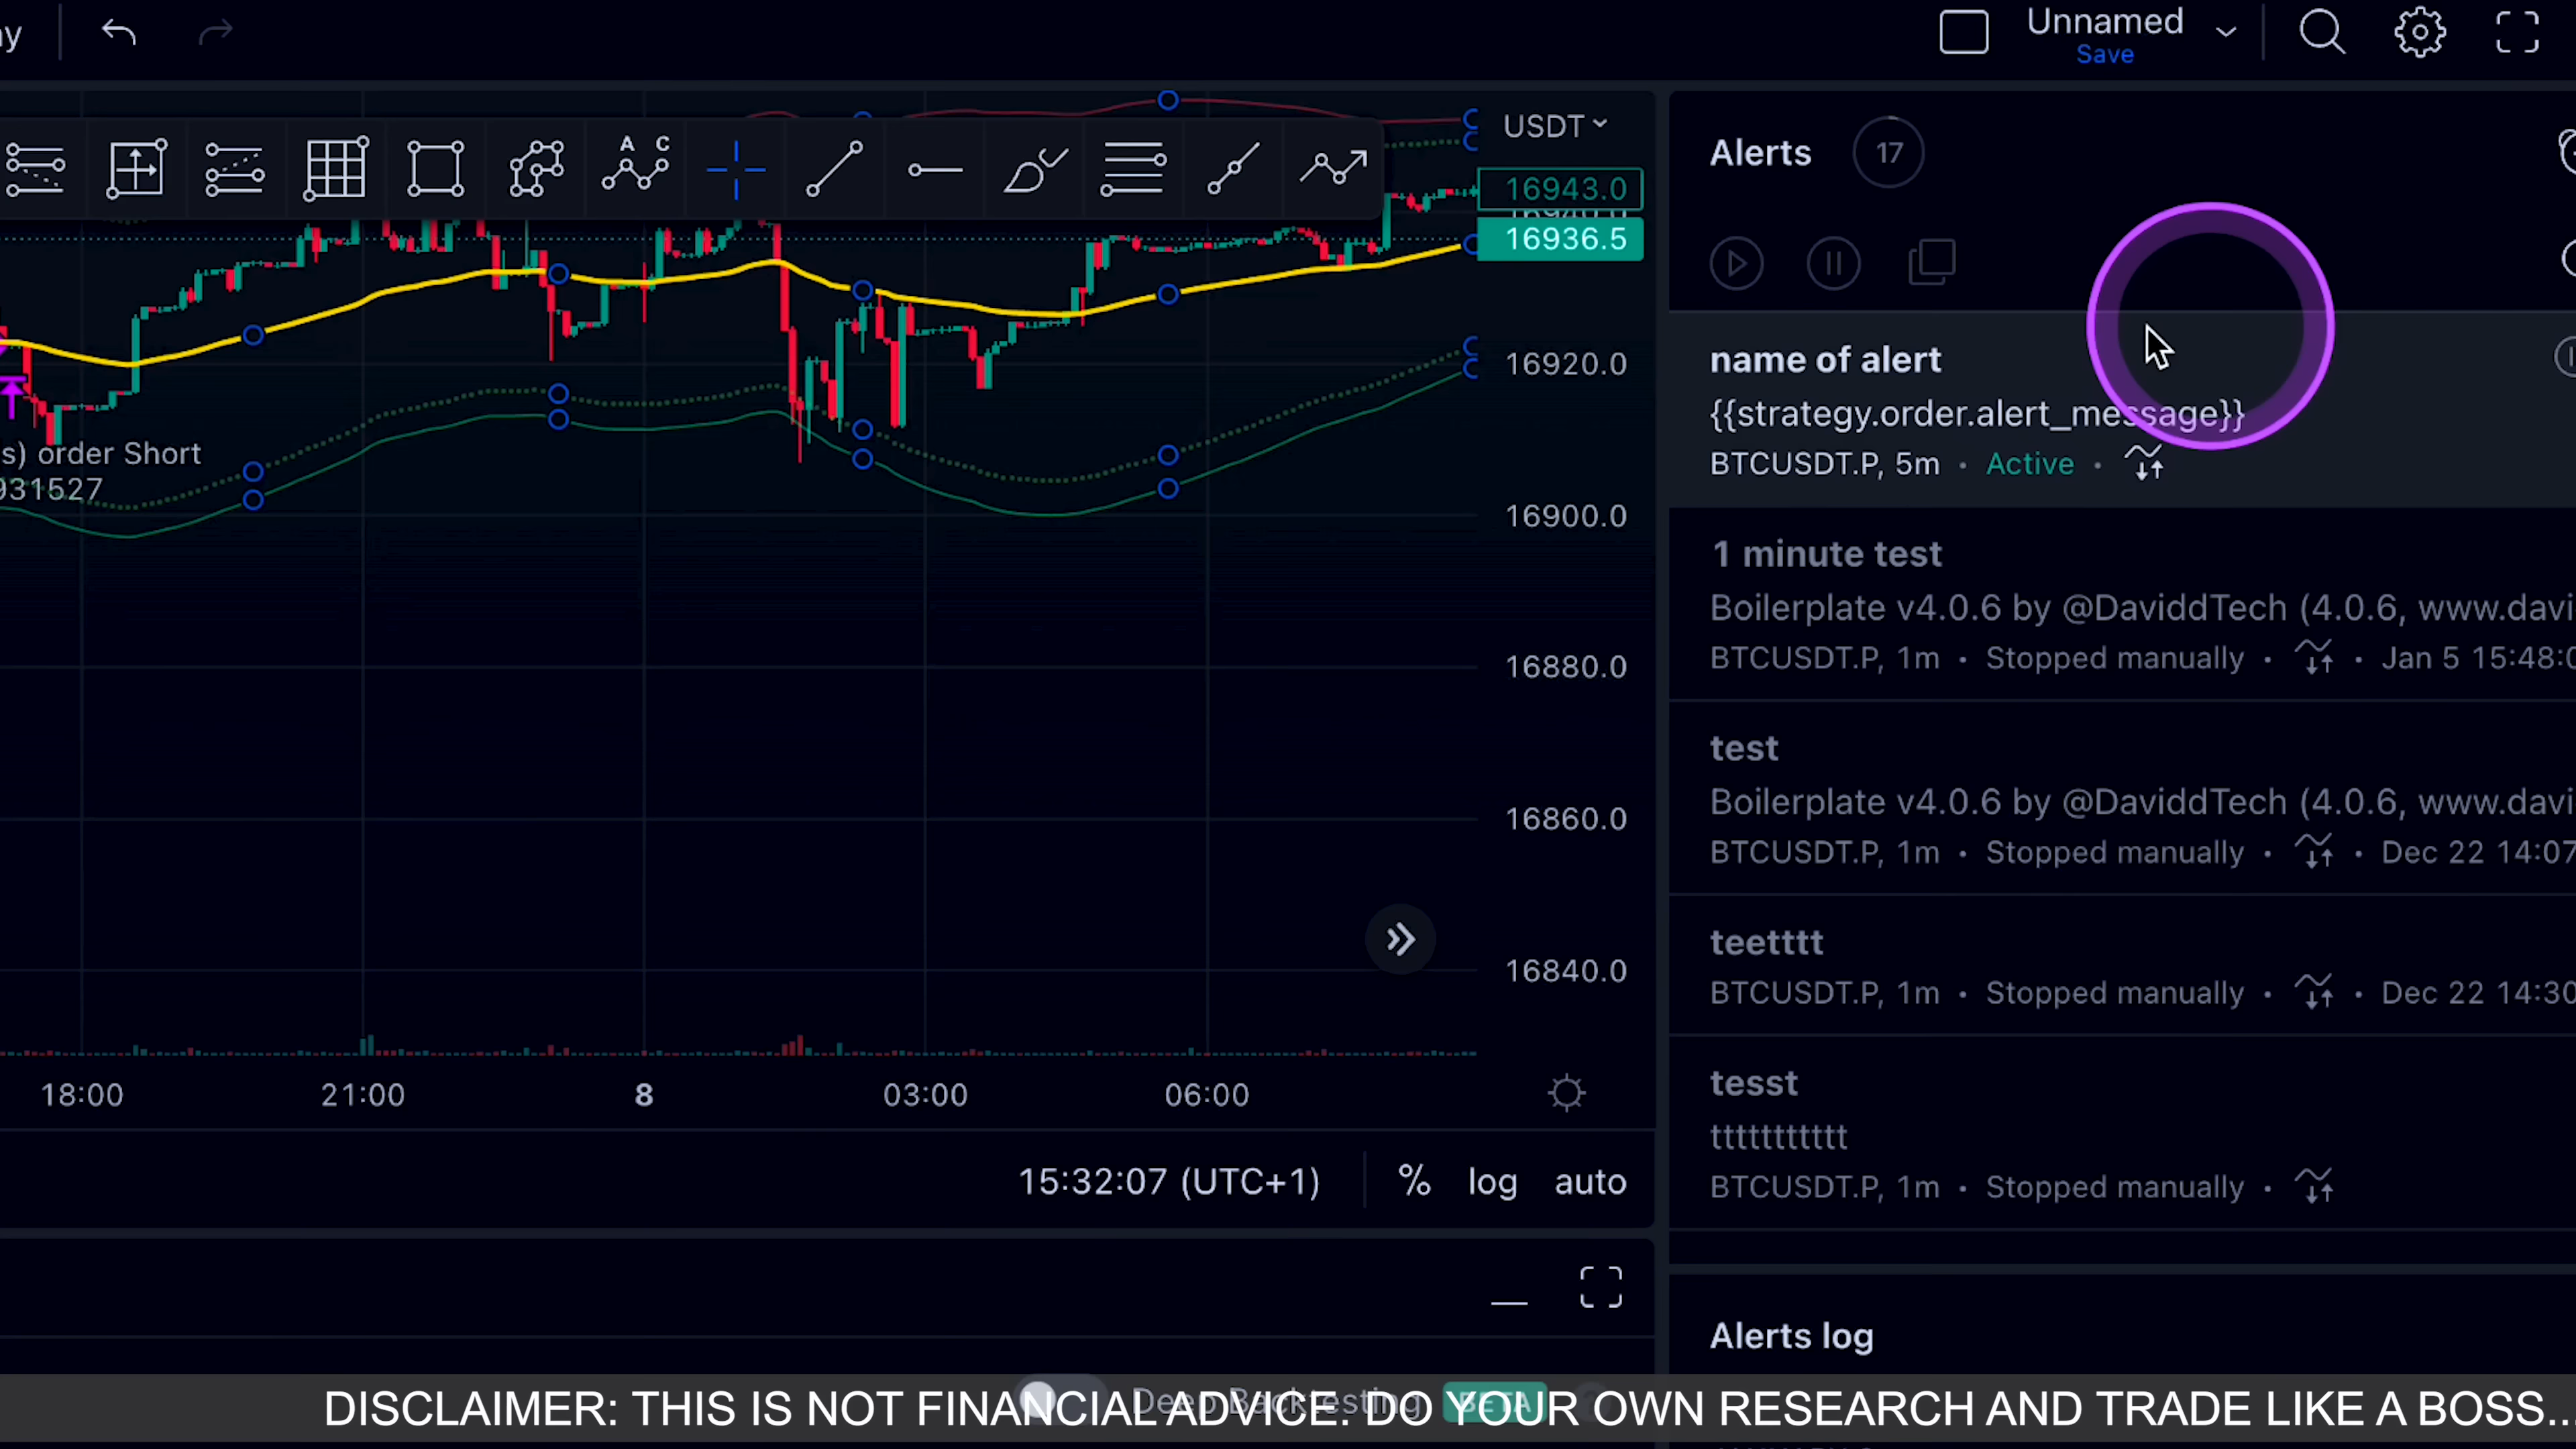 Unnamed
Save
A C
USDT
16943.0
16940.0
16936.5
16920.0
16900.0
16880.0
16860.0
16840.0
s) order Short
931527
18:00 21:00 8 03:00 06:00
15:32:07 (UTC+1) % log auto
Alerts 17
name of alert
{{strategy.order.alert_message}}
BTCUSDT.P, 5m • Active •
1 minute test
Boilerplate v4.0.6 by @DaviddTech (4.0.6, www.davi
BTCUSDT.P, 1m • Stopped manually • • Jan 5 15:48:0
test
Boilerplate v4.0.6 by @DaviddTech (4.0.6, www.davi
BTCUSDT.P, 1m • Stopped manually • • Dec 22 14:07
teetttt
BTCUSDT.P, 1m • Stopped manually • • Dec 22 14:30
tesst
ttttttttttt
BTCUSDT.P, 1m • Stopped manually •
Alerts log
Deep Backtesting BETA
DISCLAIMER: THIS IS NOT FINANCIAL ADVICE. DO YOUR OWN RESEARCH AND TRADE LIKE A BOSS...